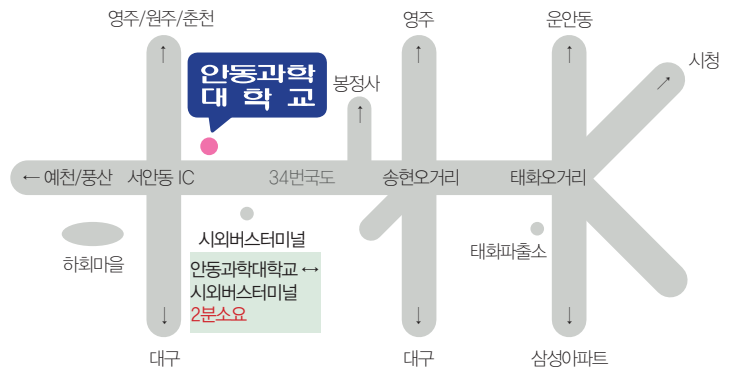 영주/원주/춘천
영주
운안동
시청
안동과학
대 학 교
봉정사
← 예천/풍산
서안동 IC
34번국도
송현오거리
태화오거리
하회마을
시외버스터미널
태화파출소
안동과학대학교 ↔
시외버스터미널
2분소요
대구
대구
삼성아파트